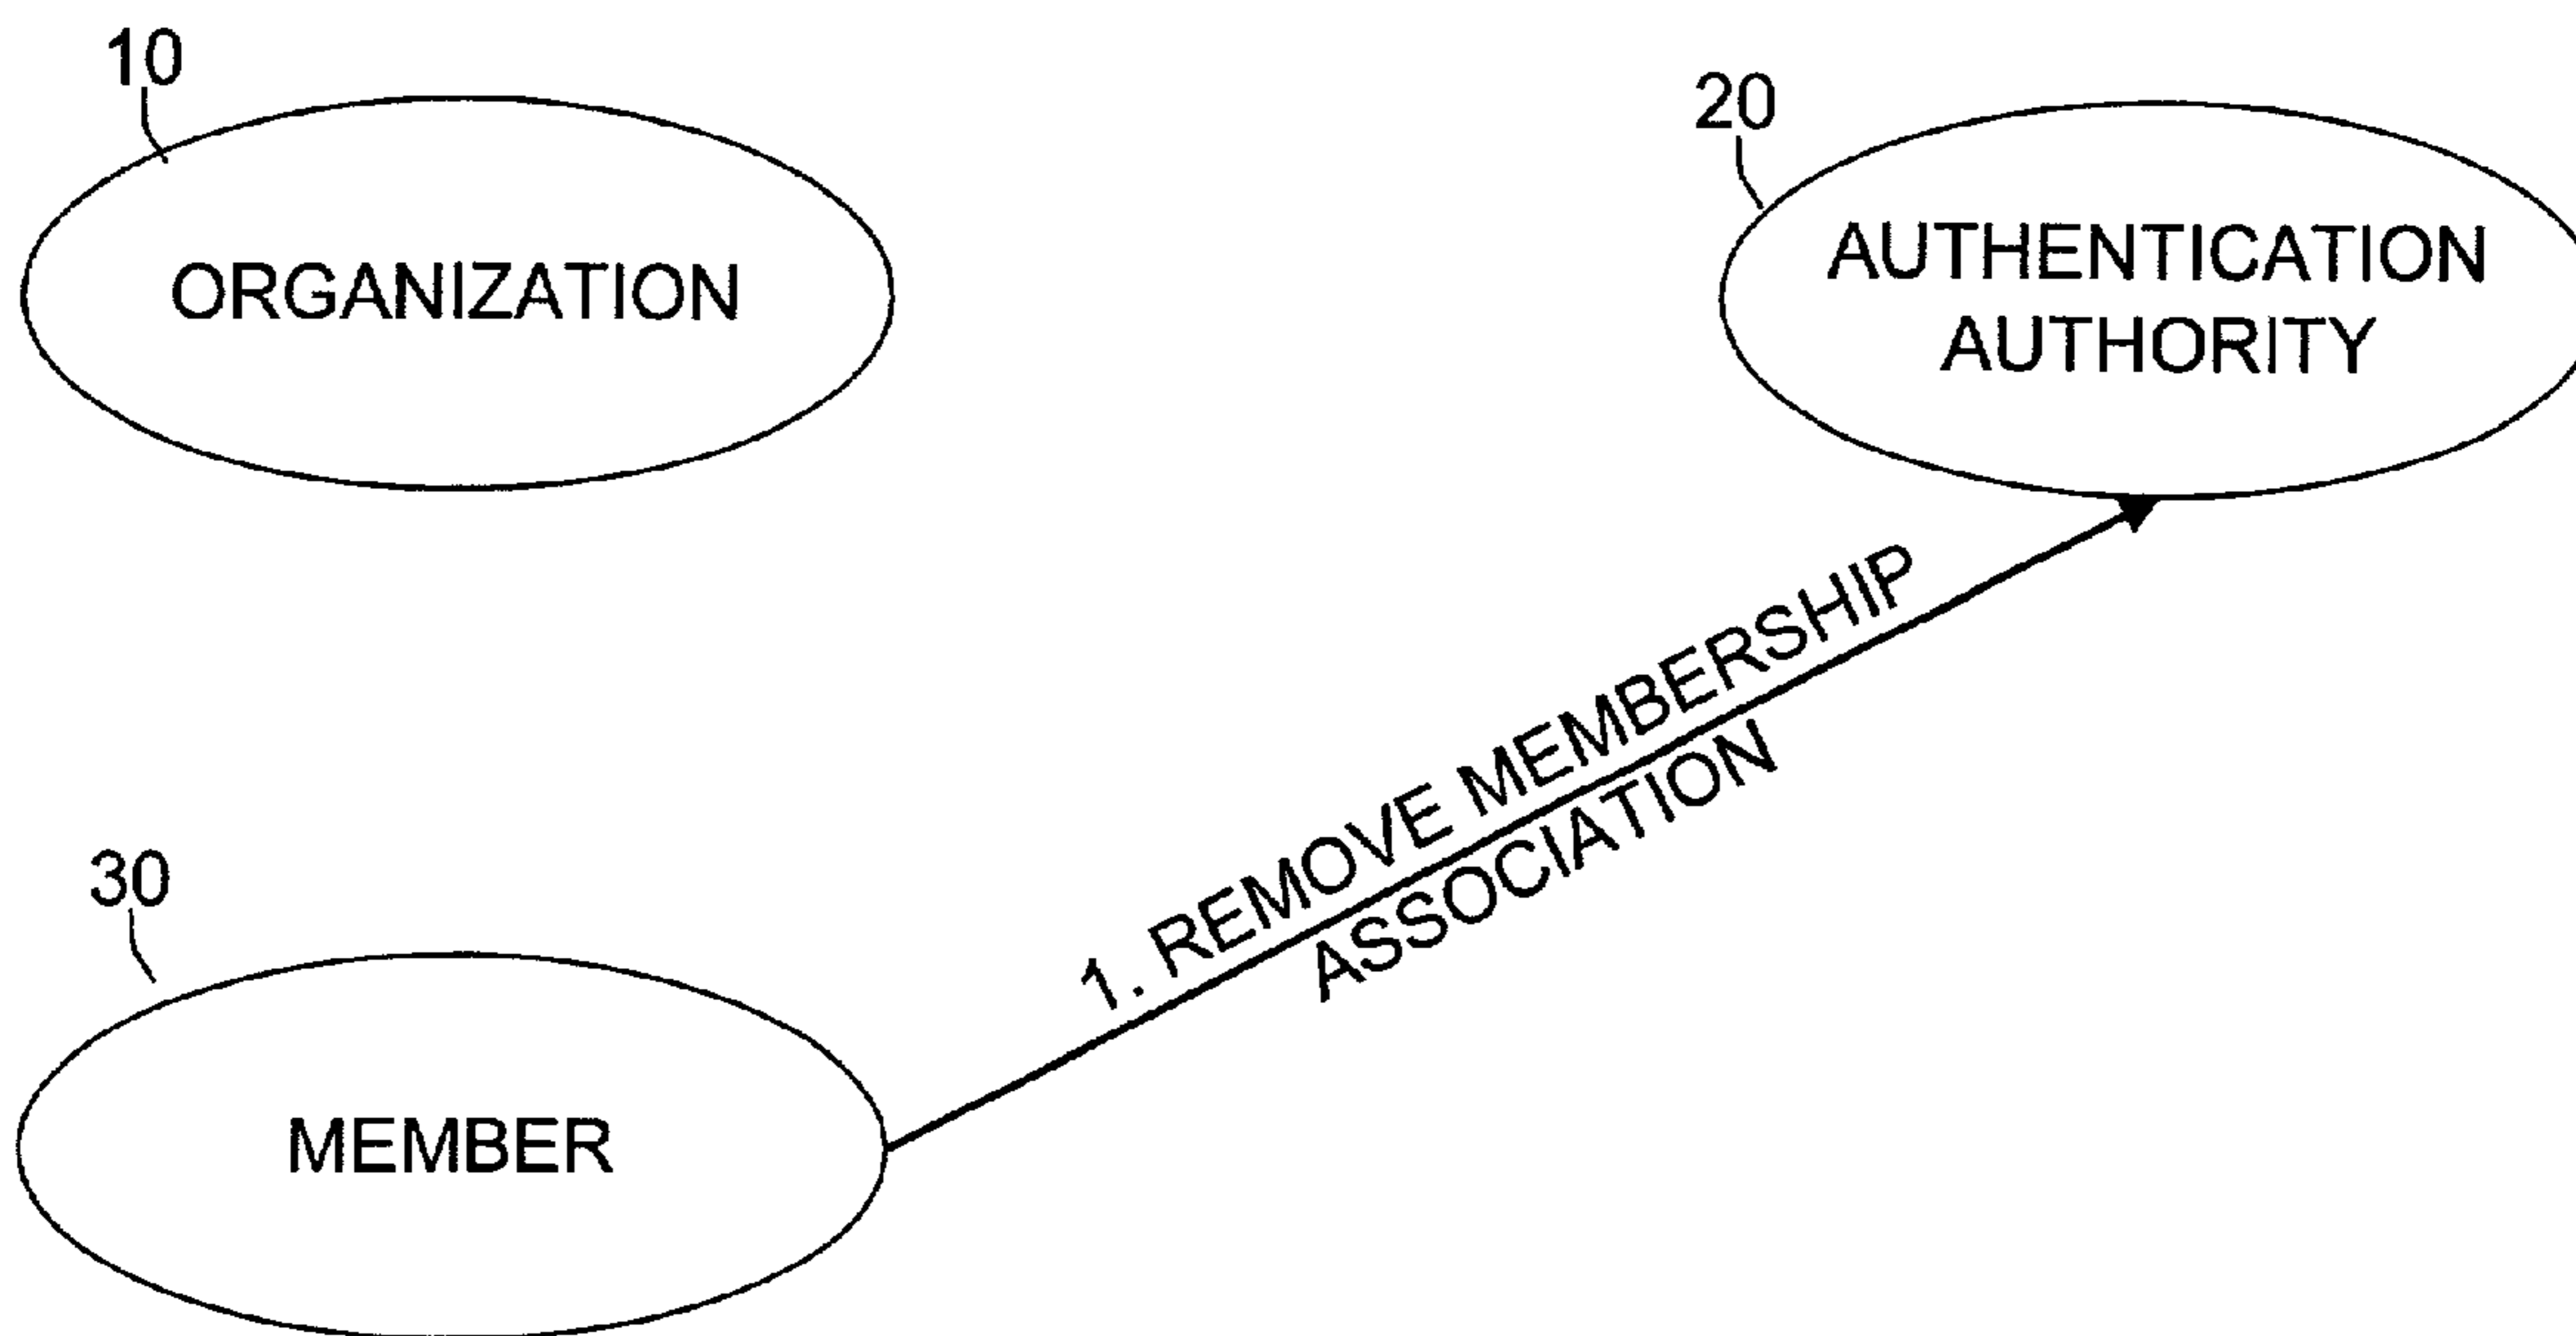 10
ORGANIZATION
20
AUTHENTICATION
AUTHORITY
1. REMOVE MEMBERSHIP
ASSOCIATION
30
MEMBER